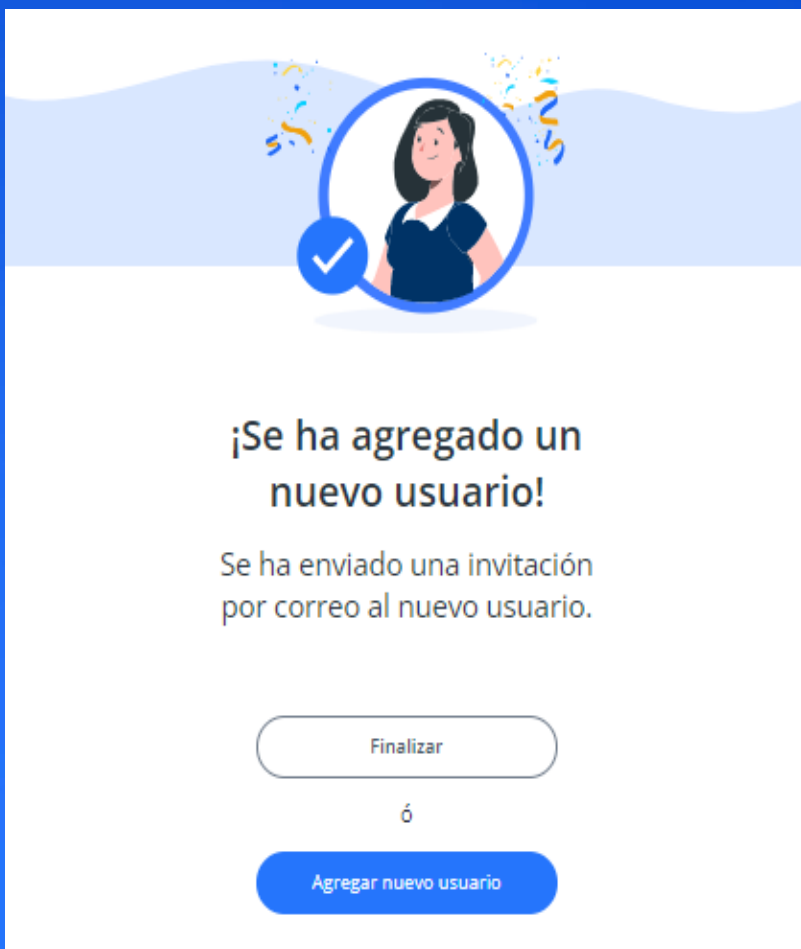 ¡Se ha agregado un
nuevo usuario!
Se ha enviado una invitación
por correo al nuevo usuario.
Finalizar
ó
Agregar nuevo usuario